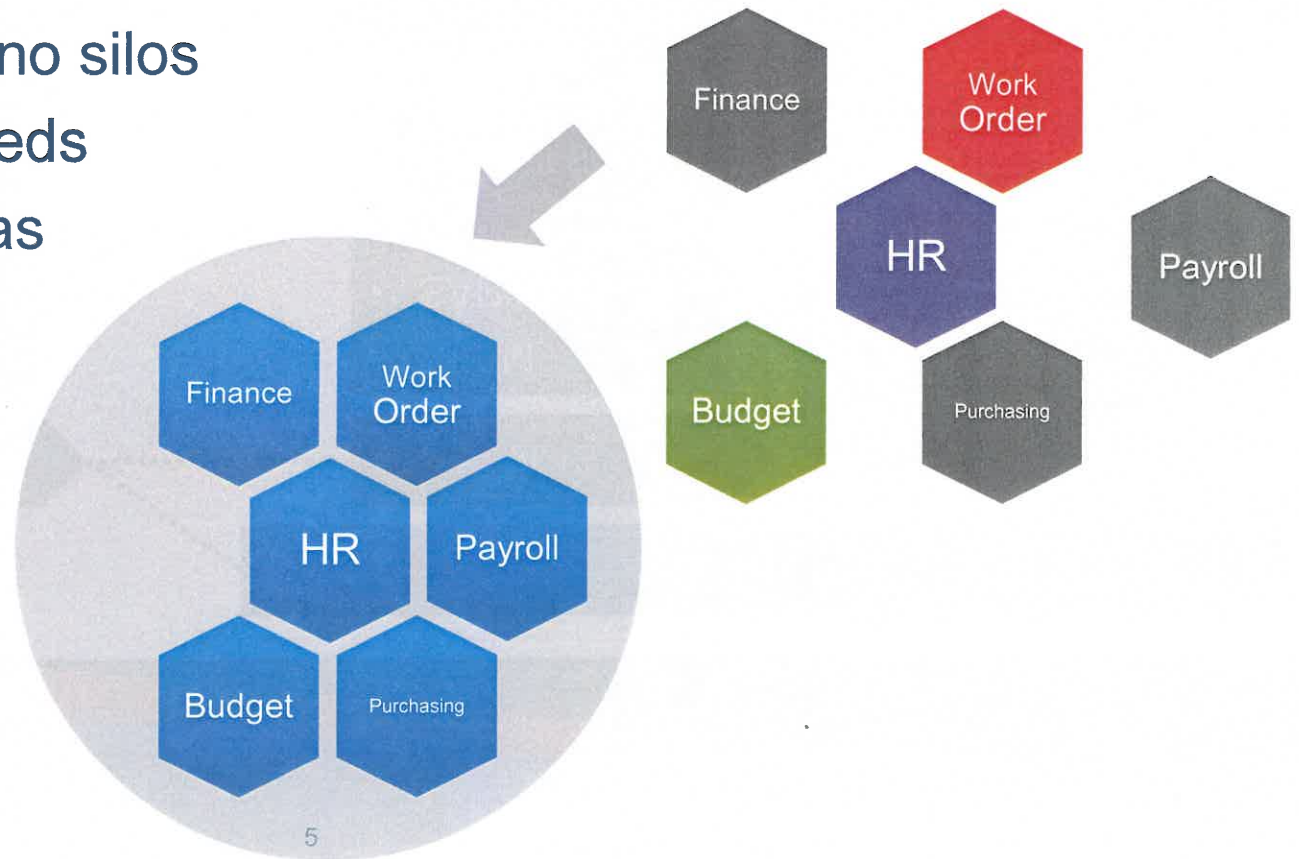 no silos
eds
as
Finance
Work
Order
HR
Payroll
Budget
Purchasing
Finance
Work
Order
HR
Payroll
Budget
Purchasing
5